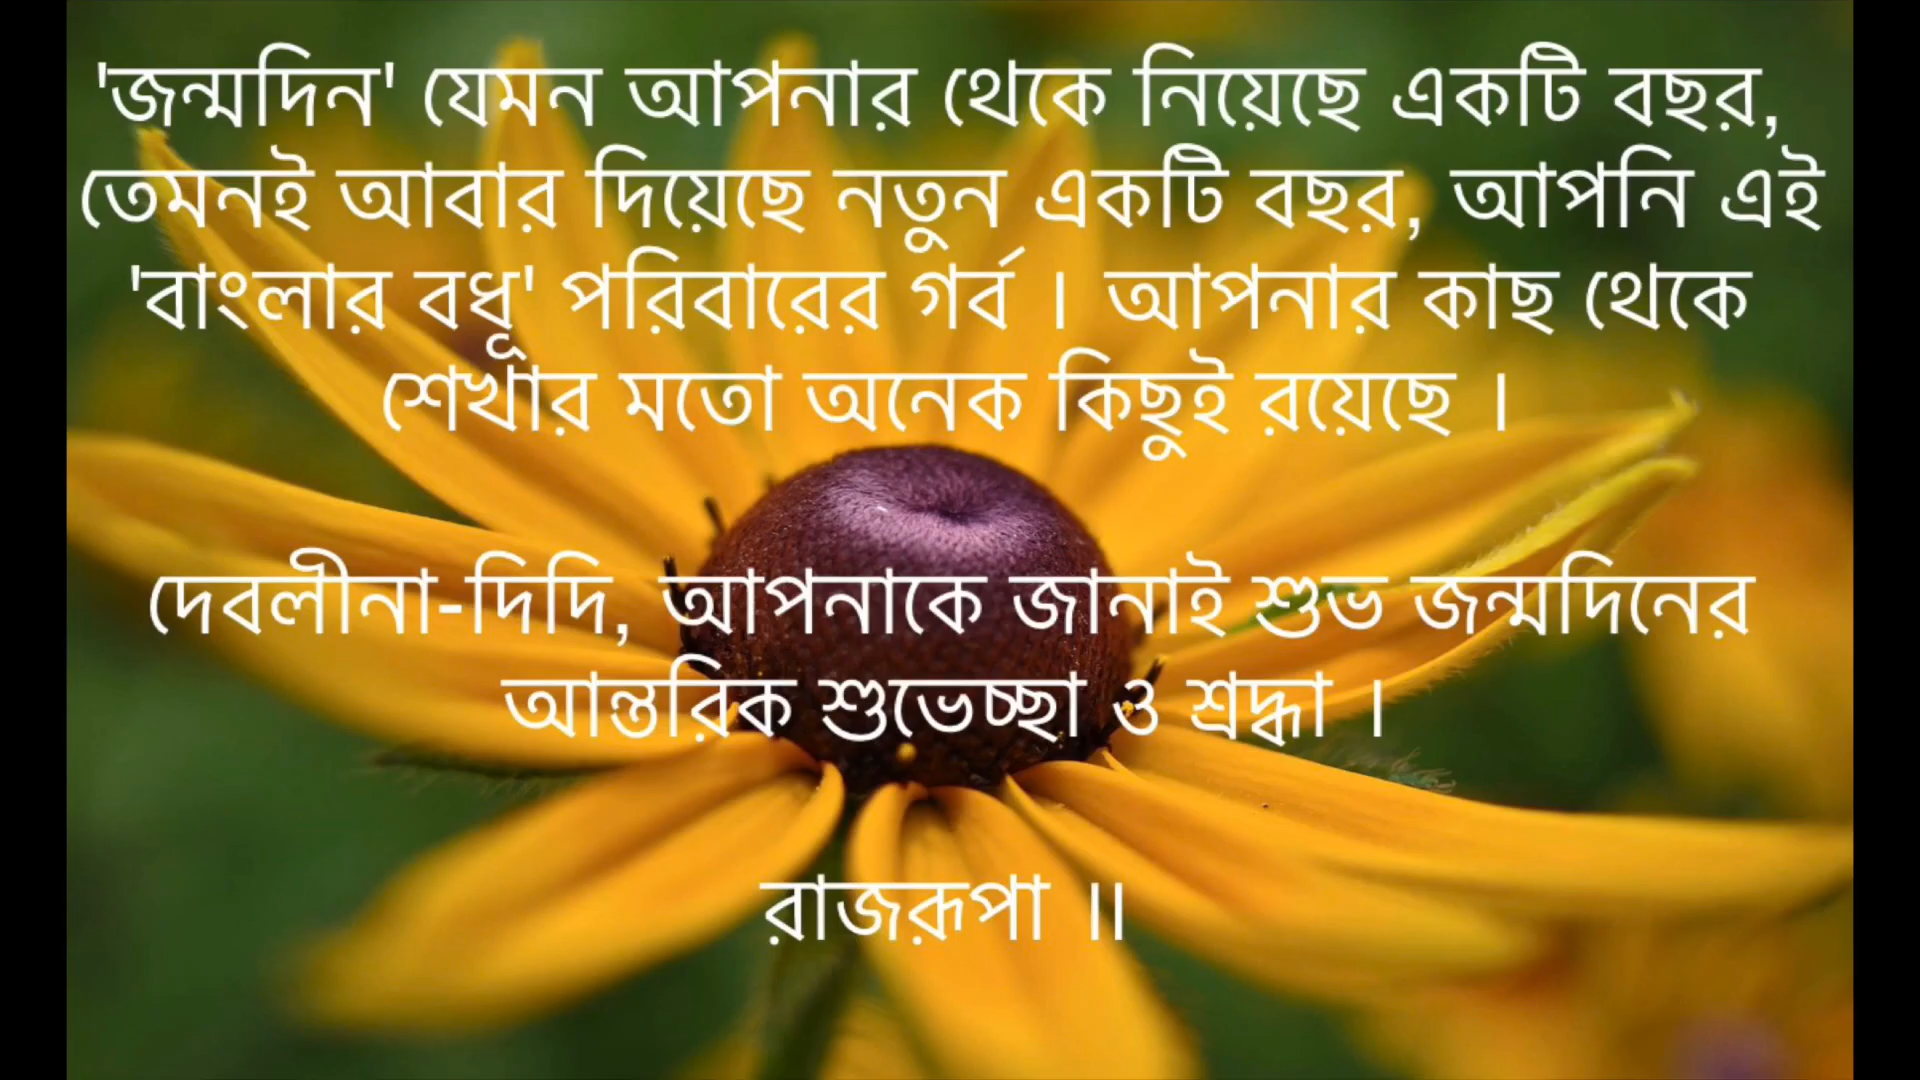 'জন্মদিন' যেমন আপনার থেকে নিয়েছে একটি বছর,
তেমনই আবার দিয়েছে নতুন একটি বছর, আপনি এই
'বাংলার বধূ' পরিবারের গর্ব । আপনার কাছ থেকে
শেখার মতো অনেক কিছুই রয়েছে ।
দেবলীনা-দিদি, আপনাকে জানাই শুভ জন্মদিনের
আন্তরিক শুভেচ্ছা ও শ্রদ্ধা ।
রাজরূপা ॥